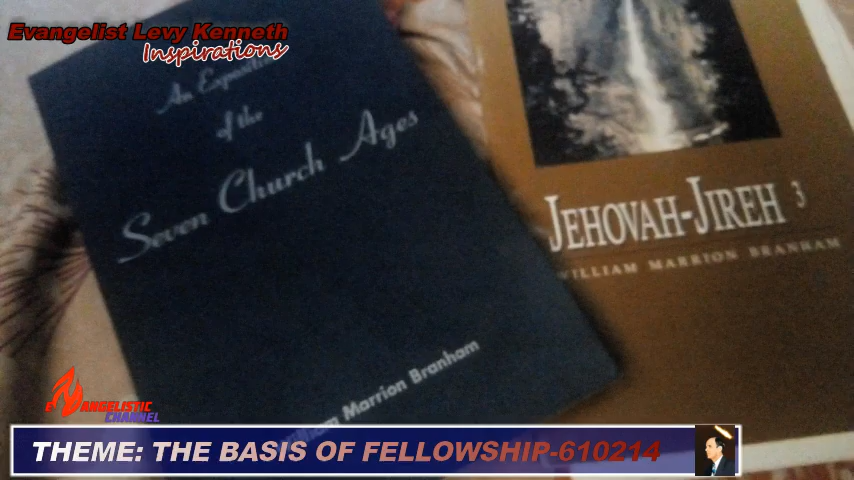 Evangelist Levy Kenneth
Inspirations
An Exposition
of the
Seven Church Ages
William Marrion Branham
JEHOVAH-JIREH 3
WILLIAM MARRION BRANHAM
EVANGELISTIC
CHANNEL
THEME: THE BASIS OF FELLOWSHIP-610214